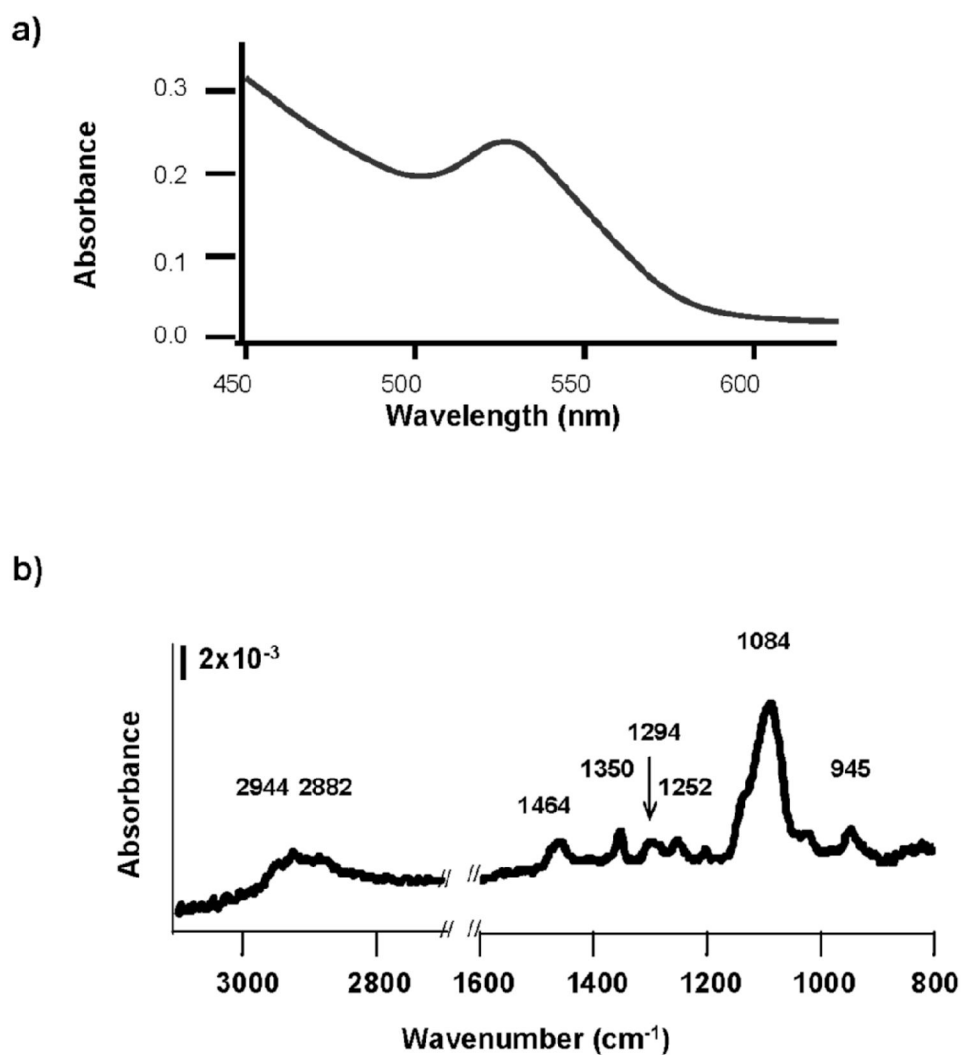 a)
Absorbance
0.3
0.2
0.1
0.0
450 500 550 600
Wavelength (nm)
b)
Absorbance
2x10⁻³
1084
1294
1350
945
2944 2882
1252
1464
3000 2800 1600 1400 1200 1000 800
Wavenumber (cm⁻¹)